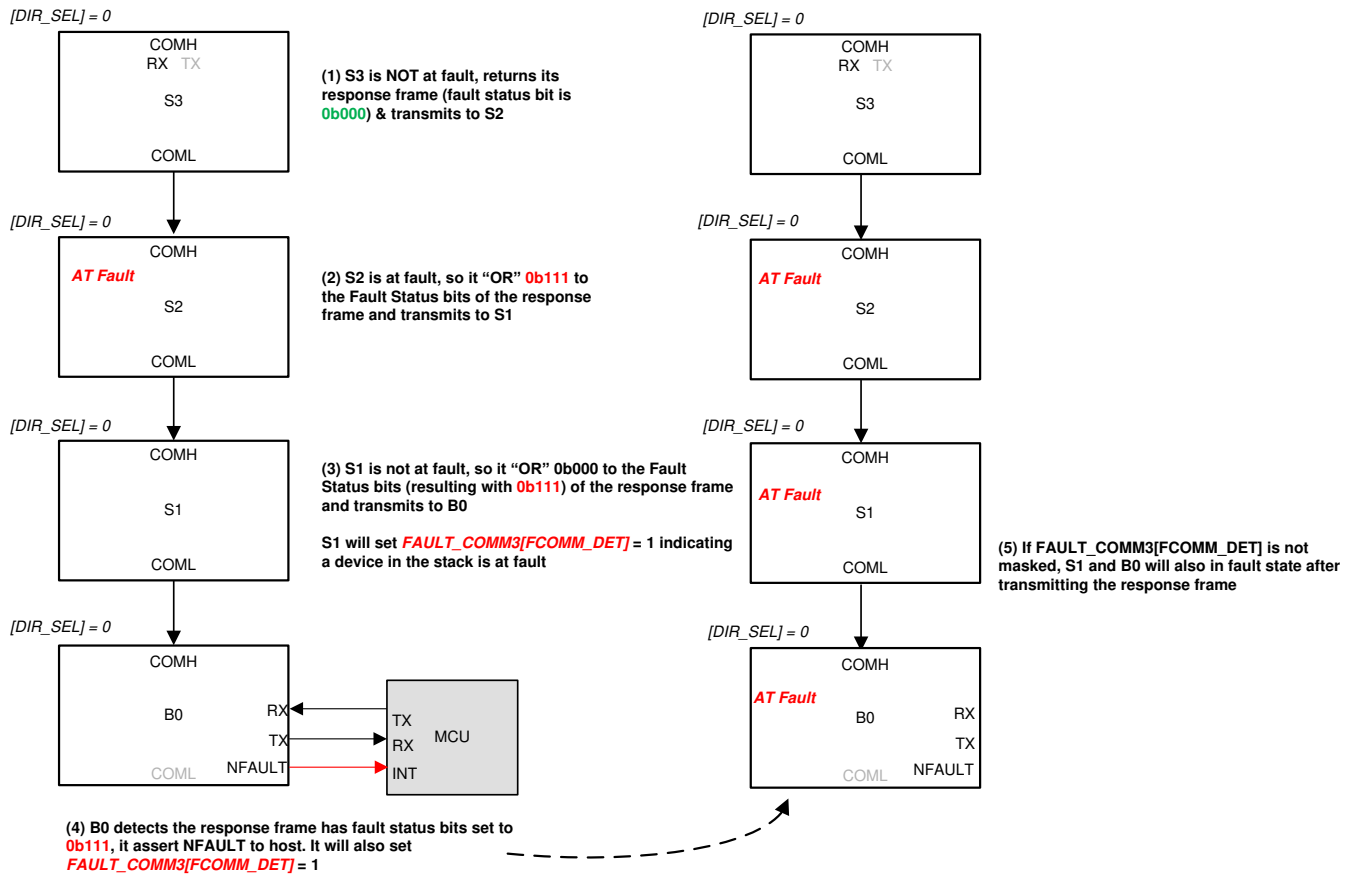 [DIR_SEL] = 0
COMH
RX TX
S3
COML
(1) S3 is NOT at fault, returns its
response frame (fault status bit is
0b000) & transmits to S2
[DIR_SEL] = 0
COMH
AT Fault
S2
COML
(2) S2 is at fault, so it “OR” 0b111 to
the Fault Status bits of the response
frame and transmits to S1
[DIR_SEL] = 0
COMH
S1
COML
(3) S1 is not at fault, so it “OR” 0b000 to the Fault
Status bits (resulting with 0b111) of the response frame
and transmits to B0
S1 will set FAULT_COMM3[FCOMM_DET] = 1 indicating
a device in the stack is at fault
[DIR_SEL] = 0
COMH
B0
RX
TX
NFAULT
COML
TX
RX
INT
MCU
(4) B0 detects the response frame has fault status bits set to
0b111, it assert NFAULT to host. It will also set
FAULT_COMM3[FCOMM_DET] = 1
[DIR_SEL] = 0
COMH
RX TX
S3
COML
[DIR_SEL] = 0
COMH
AT Fault
S2
COML
[DIR_SEL] = 0
COMH
AT Fault
S1
COML
(5) If FAULT_COMM3[FCOMM_DET] is not
masked, S1 and B0 will also in fault state after
transmitting the response frame
[DIR_SEL] = 0
COMH
AT Fault
B0
RX
TX
NFAULT
COML